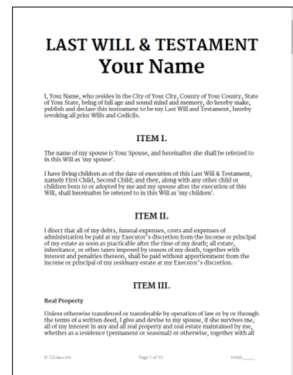 LAST WILL & TESTAMENT
Your Name
I, Your Name, who resides in the City of Your City, County of Your County, State
of Your State, being of full age and sound mind and memory, do hereby make,
publish and declare this instrument to be my Last Will and Testament, hereby
revoking all prior Wills and Codicils.
ITEM I.
The name of my spouse is Your Spouse, and hereinafter she shall be referred to
in this Will as 'my spouse'.
I have living children as of the date of execution of this Last Will & Testament,
namely First Child, Second Child; and they, along with any other child or
children born to or adopted by me and my spouse after the execution of this
Will, shall hereinafter be referred to in this Will as 'my children'.
ITEM II.
I direct that all of my debts, funeral expenses, costs and expenses of
administration be paid at my Executor's discretion from the income or principal
of my estate as soon as practicable after the time of my death; all estate,
inheritance, or other taxes imposed by reason of my death, together with
interest and penalties thereon, shall be paid without apportionment from the
income or principal of my residuary estate at my Executor's discretion.
ITEM III.
Real Property
Unless otherwise transferred or transferable by operation of law or by or through
the terms of a written deed, I give and devise to my spouse, if she survives me,
all of my interest in any and all real property and real estate maintained by me,
whether as a residence (permanent or seasonal) or otherwise, together with all
© 12Law.com Page 1 of 10 Initial______